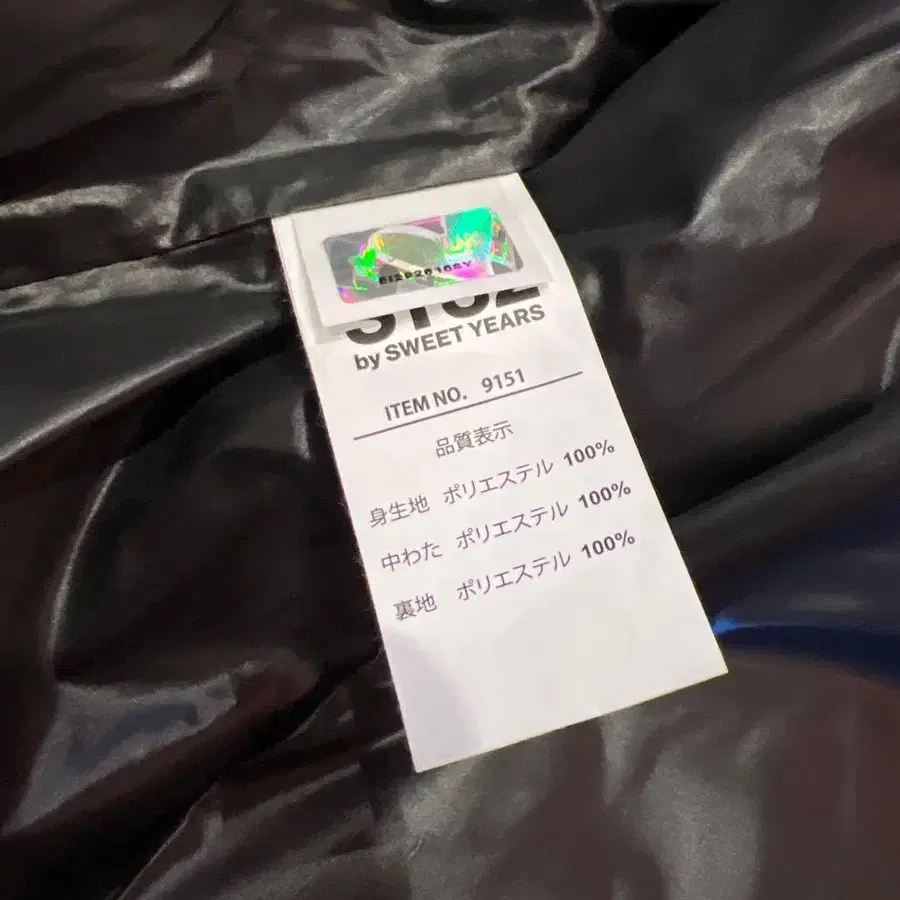 by SWEET YEARS
ITEM NO. 9151
品質表示
身生地 ポリエステル 100%
中わた ポリエステル 100%
裏地 ポリエステル 100%